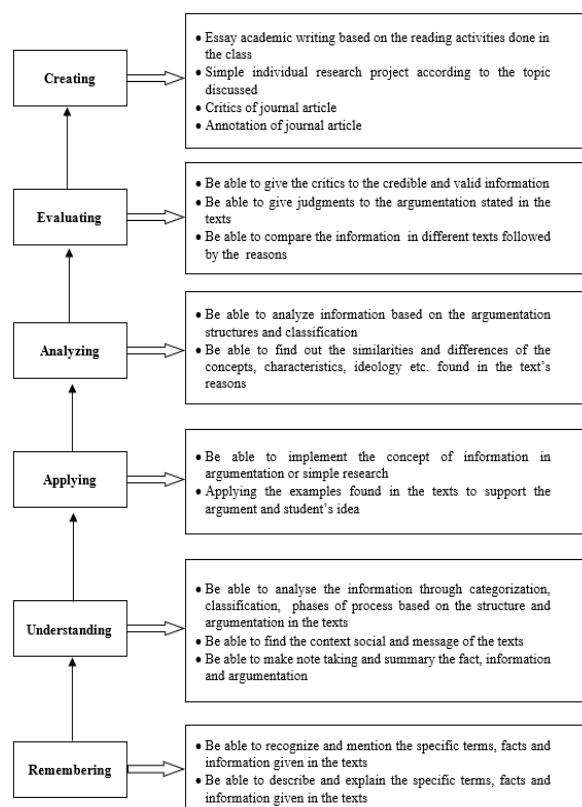 Creating
• Essay academic writing based on the reading activities done in
the class
• Simple individual research project according to the topic
discussed
• Critics of journal article
• Annotation of journal article
Evaluating
• Be able to give the critics to the credible and valid information
• Be able to give judgments to the argumentation stated in the
texts
• Be able to compare the information in different texts followed
by the reasons
Analyzing
• Be able to analyze information based on the argumentation
structures and classification
• Be able to find out the similarities and differences of the
concepts, characteristics, ideology etc. found in the text's
reasons
Applying
• Be able to implement the concept of information in
argumentation or simple research
• Applying the examples found in the texts to support the
argument and student's idea
Understanding
• Be able to analyse the information through categorization,
classification, phases of process based on the structure and
argumentation in the texts
• Be able to find the context social and message of the texts
• Be able to make note taking and summary the fact, information
and argumentation
Remembering
• Be able to recognize and mention the specific terms, facts and
information given in the texts
• Be able to describe and explain the specific terms, facts and
information given in the texts